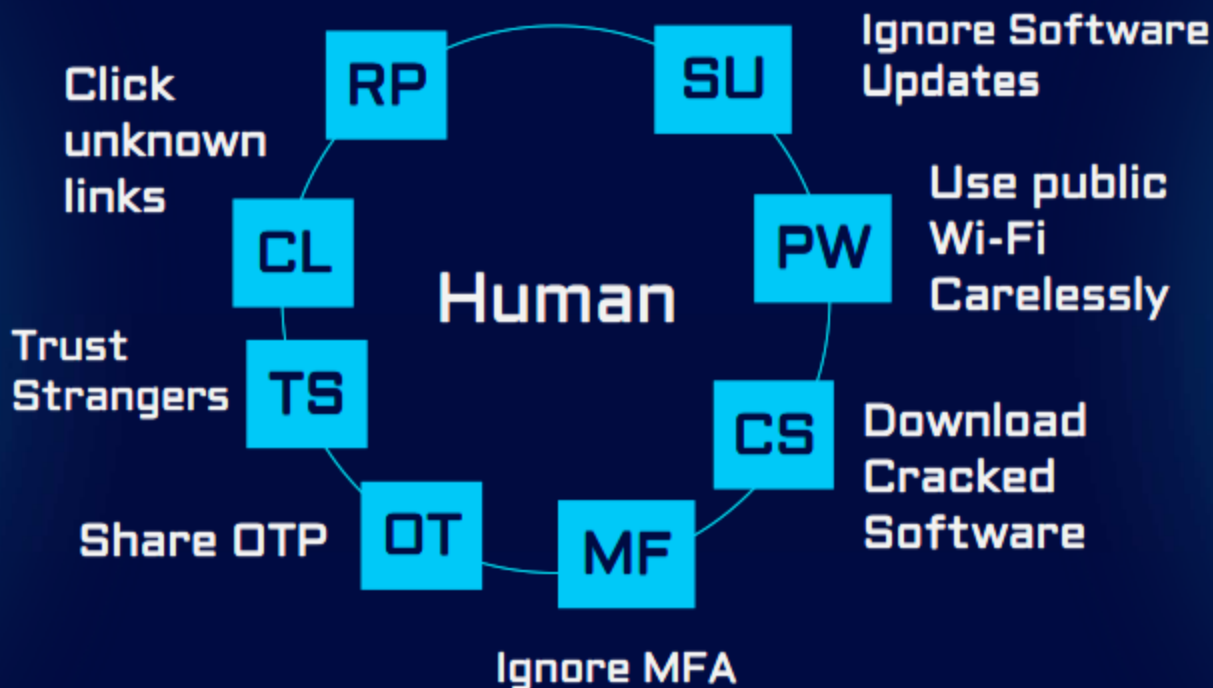 RP
SU
Ignore Software
Updates
Click
unknown
links
CL
PW
Use public
Wi-Fi
Carelessly
Human
Trust
Strangers
TS
CS
Download
Cracked
Software
Share OTP
OT
MF
Ignore MFA